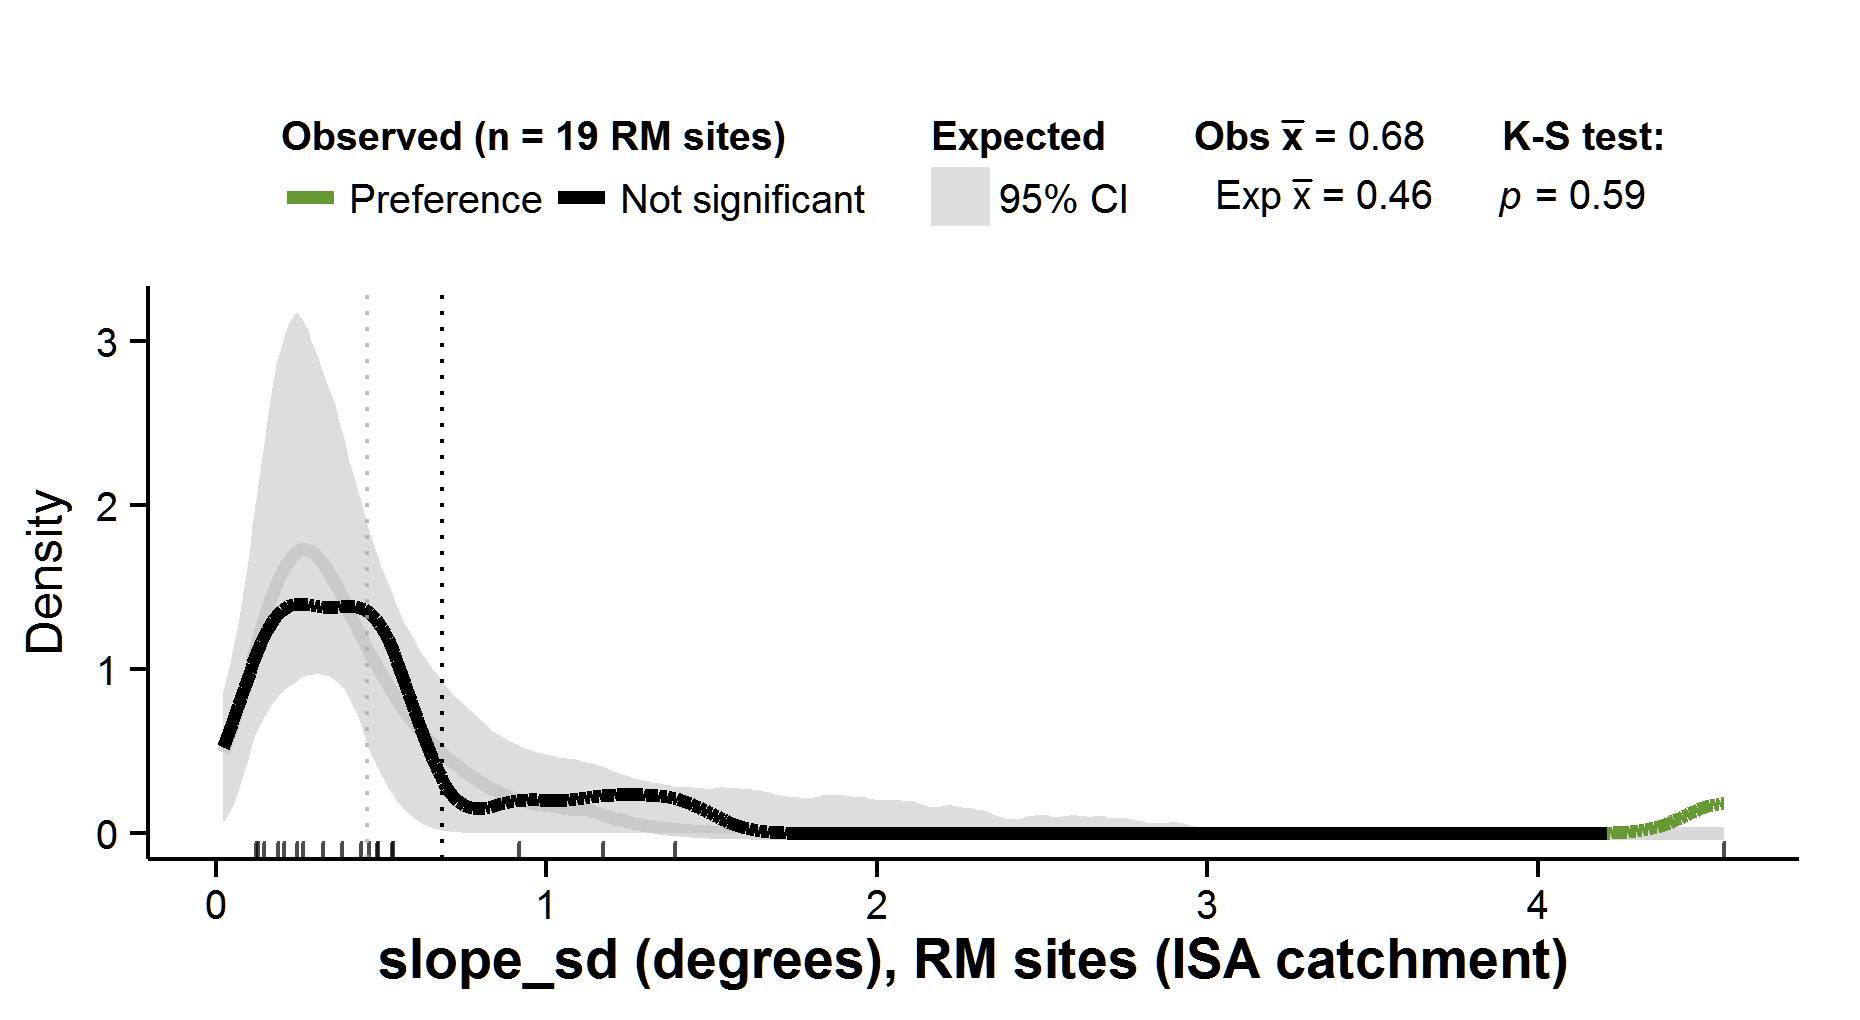 Observed (n = 19 RM sites) Expected Obs x̅ = 0.68 K-S test:
Preference Not significant 95% CI Exp x̅ = 0.46 p = 0.59
3
2
1
0
Density
0 1 2 3 4
slope_sd (degrees), RM sites (ISA catchment)